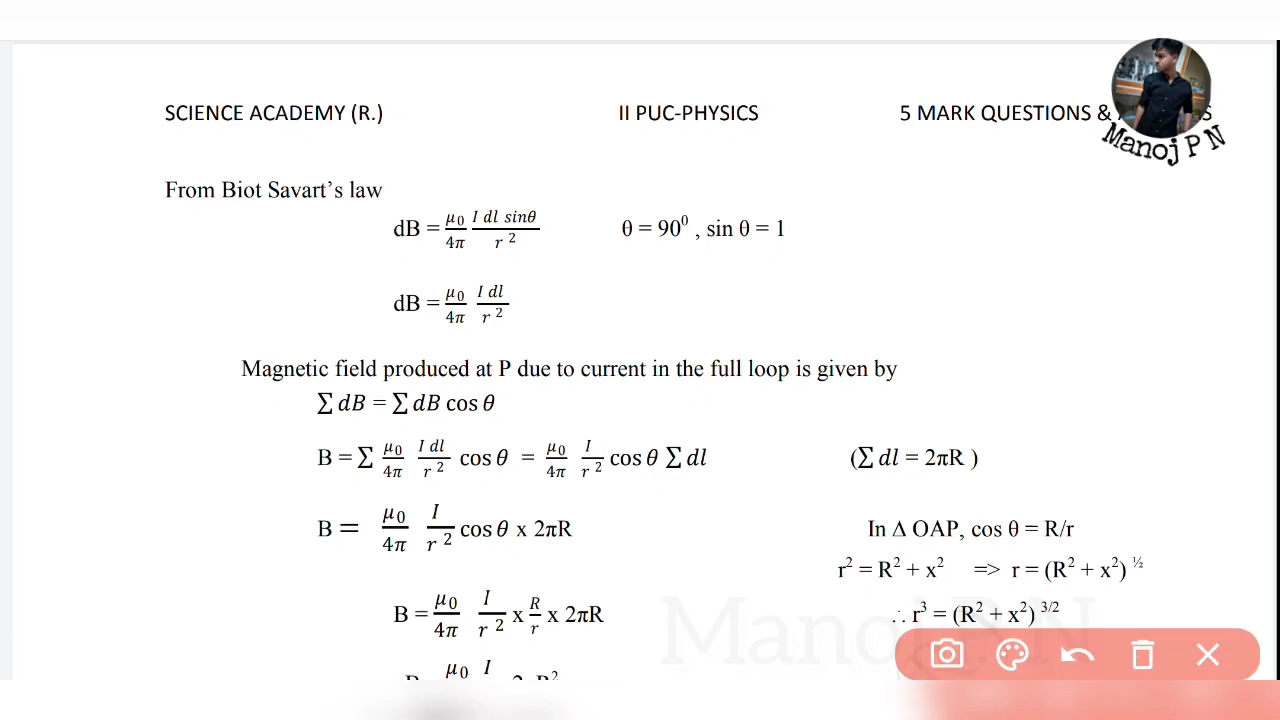 SCIENCE ACADEMY (R.) II PUC-PHYSICS 5 MARK QUESTIONS &
Manoj P N
From Biot Savart's law
dB = μ0/4π I dl sinθ/r² θ = 90⁰ , sin θ = 1
dB = μ0/4π I dl/r²
Magnetic field produced at P due to current in the full loop is given by
∑ dB = ∑ dB cos θ
B = ∑ μ0/4π I dl/r² cos θ = μ0/4π I/r² cos θ ∑ dl (∑ dl = 2πR )
B = μ0/4π I/r² cos θ x 2πR In Δ OAP, cos θ = R/r
r² = R² + x² => r = (R² + x²) ½
B = μ0/4π I/r² x R/r x 2πR ∴ r³ = (R² + x²) 3/2
Manoj P N
μ0 I